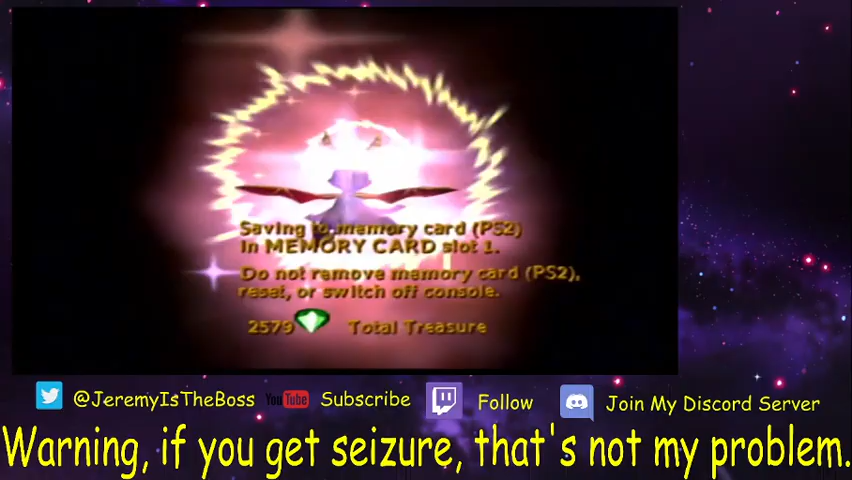 Saving to memory card (PS2)
in MEMORY CARD slot 1.
Do not remove memory card (PS2),
reset, or switch off console.
2579 Total Treasure
@JeremyIsTheBoss YouTube Subscribe Follow Join My Discord Server
Warning, if you get seizure, that's not my problem.